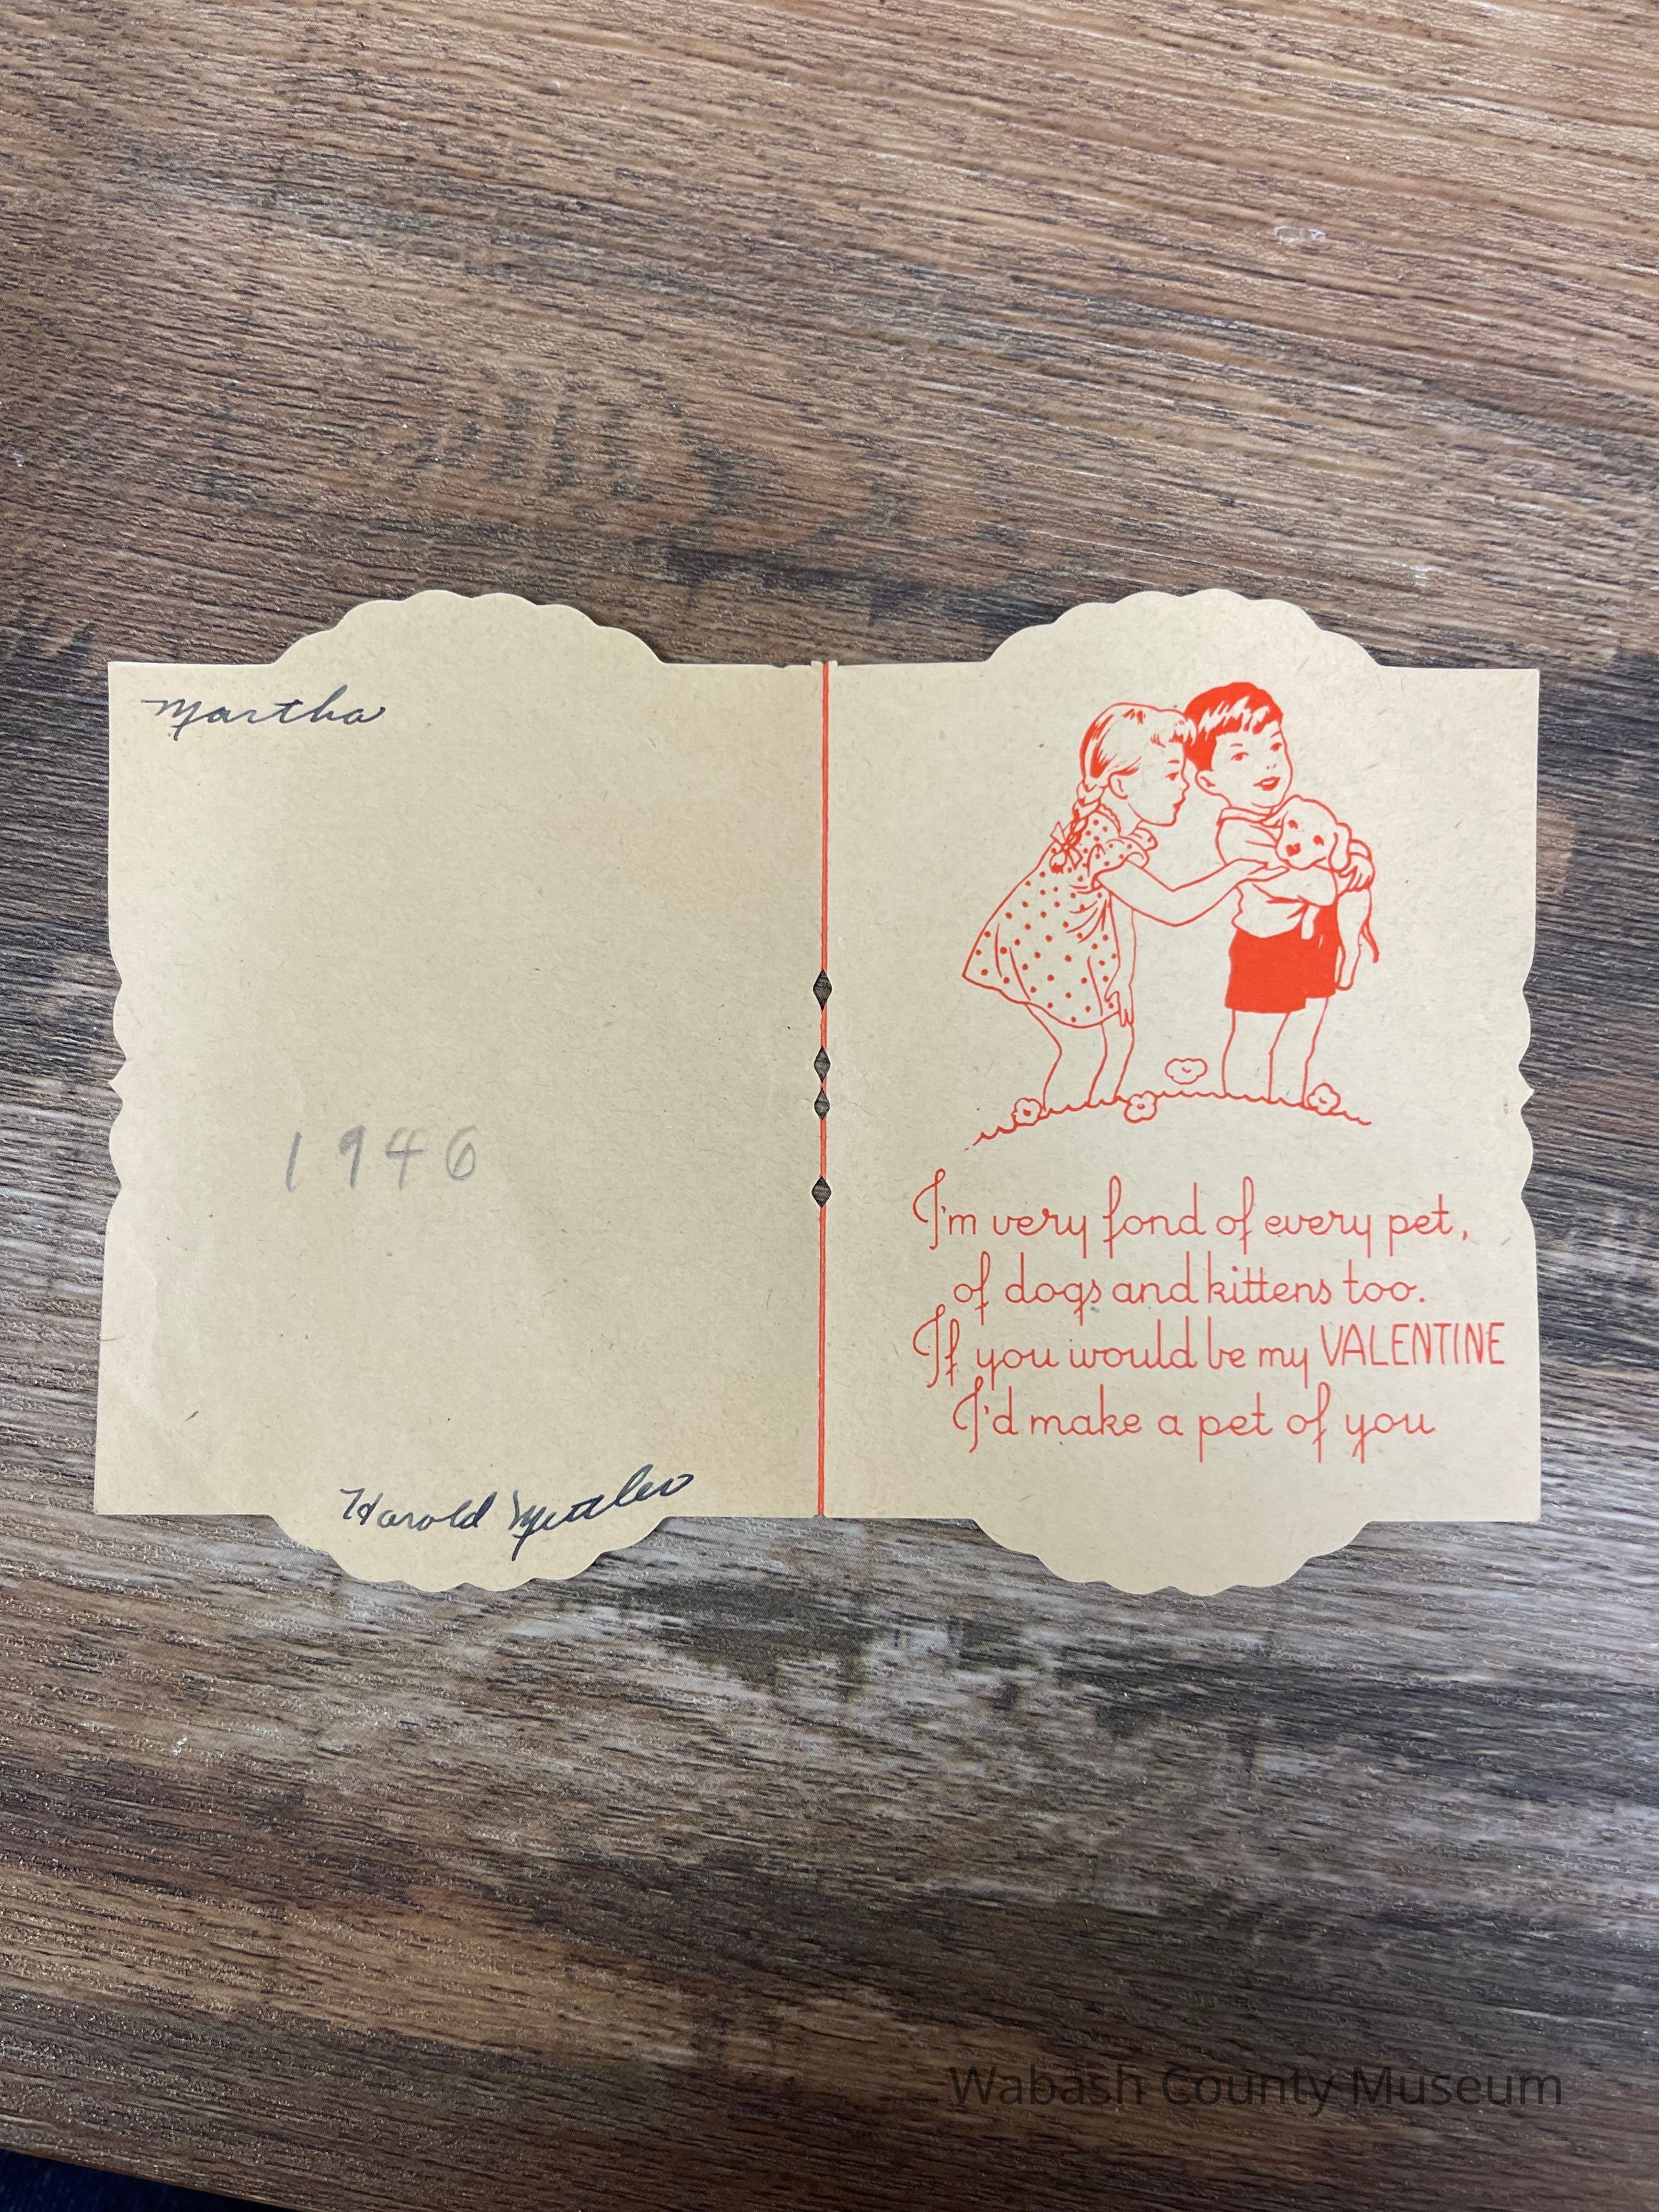 Martha
1946
Harold Mettler
I'm very fond of every pet,
of dogs and kittens too.
If you would be my VALENTINE
I'd make a pet of you
Wabash County Museum